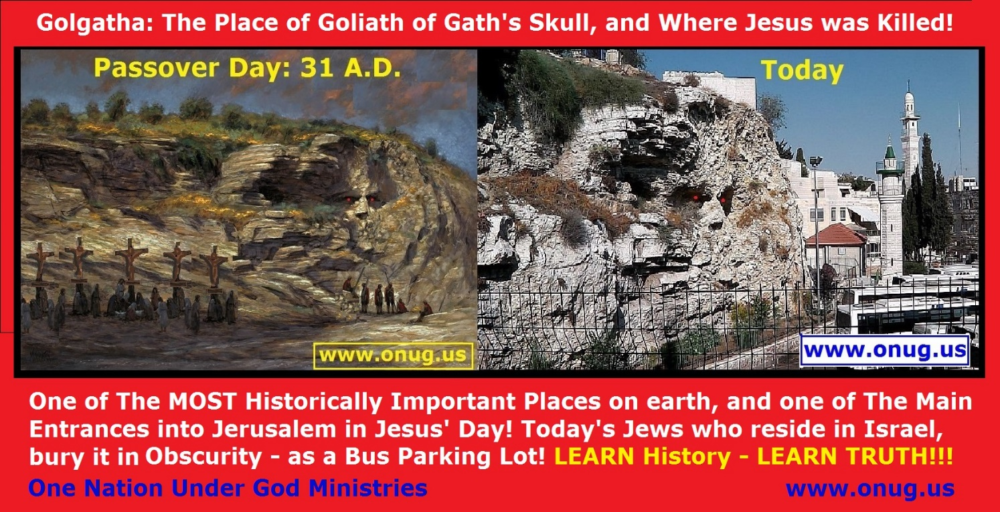 Golgatha: The Place of Goliath of Gath's Skull, and Where Jesus was Killed!
Passover Day: 31 A.D.
Today
www.onug.us
www.onug.us
One of The MOST Historically Important Places on earth, and one of The Main
Entrances into Jerusalem in Jesus' Day! Today's Jews who reside in Israel,
bury it in Obscurity - as a Bus Parking Lot! LEARN History - LEARN TRUTH!!!
One Nation Under God Ministries
www.onug.us